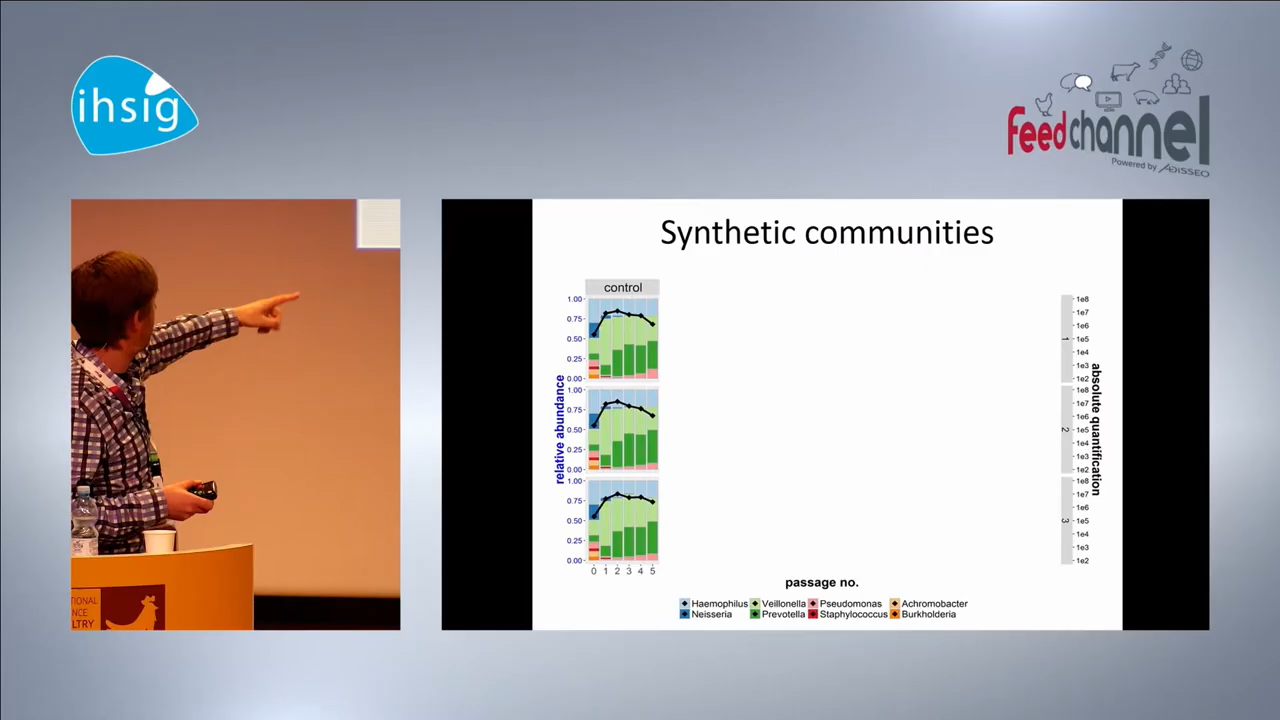 ihsig
feedchannel
Powered by ADISSEO
Synthetic communities
control
1.00
0.75
0.50
0.25
0.00
1.00
0.75
0.50
0.25
0.00
1.00
0.75
0.50
0.25
0.00
relative abundance
0 1 2 3 4 5
1
2
3
1e8
1e7
1e6
1e5
1e4
1e3
1e2
1e8
1e7
1e6
1e5
1e4
1e3
1e2
1e8
1e7
1e6
1e5
1e4
1e3
1e2
absolute quantification
passage no.
Haemophilus Veillonella Pseudomonas Achromobacter
Neisseria Prevotella Staphylococcus Burkholderia
TIONAL
NCE
LTRY